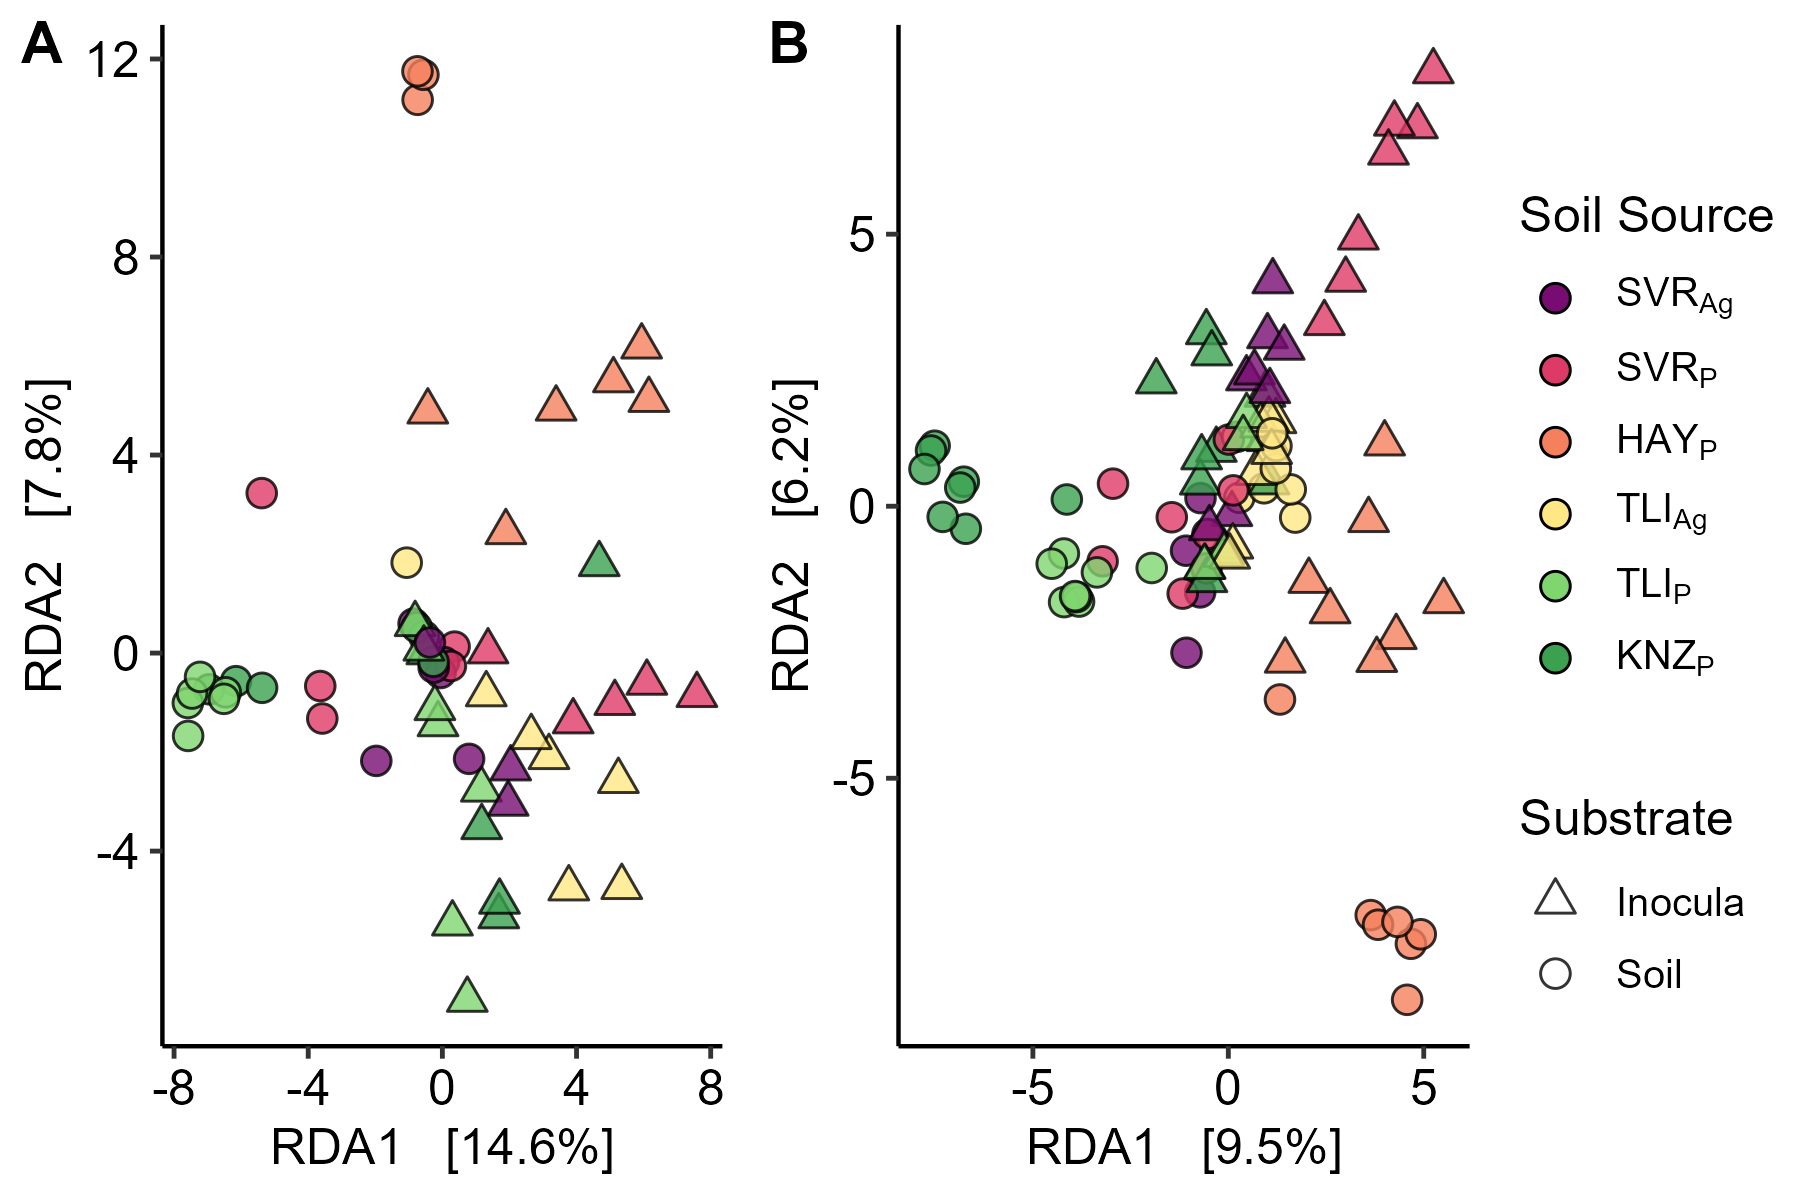 A
12
8
4
0
-4
-8
-4
0
4
8
RDA2 [7.8%]
RDA1 [14.6%]
B
5
0
-5
-5
0
5
RDA2 [6.2%]
RDA1 [9.5%]
Soil Source
SVRAg
SVRP
HAYP
TLIAg
TLIP
KNZP
Substrate
Inocula
Soil